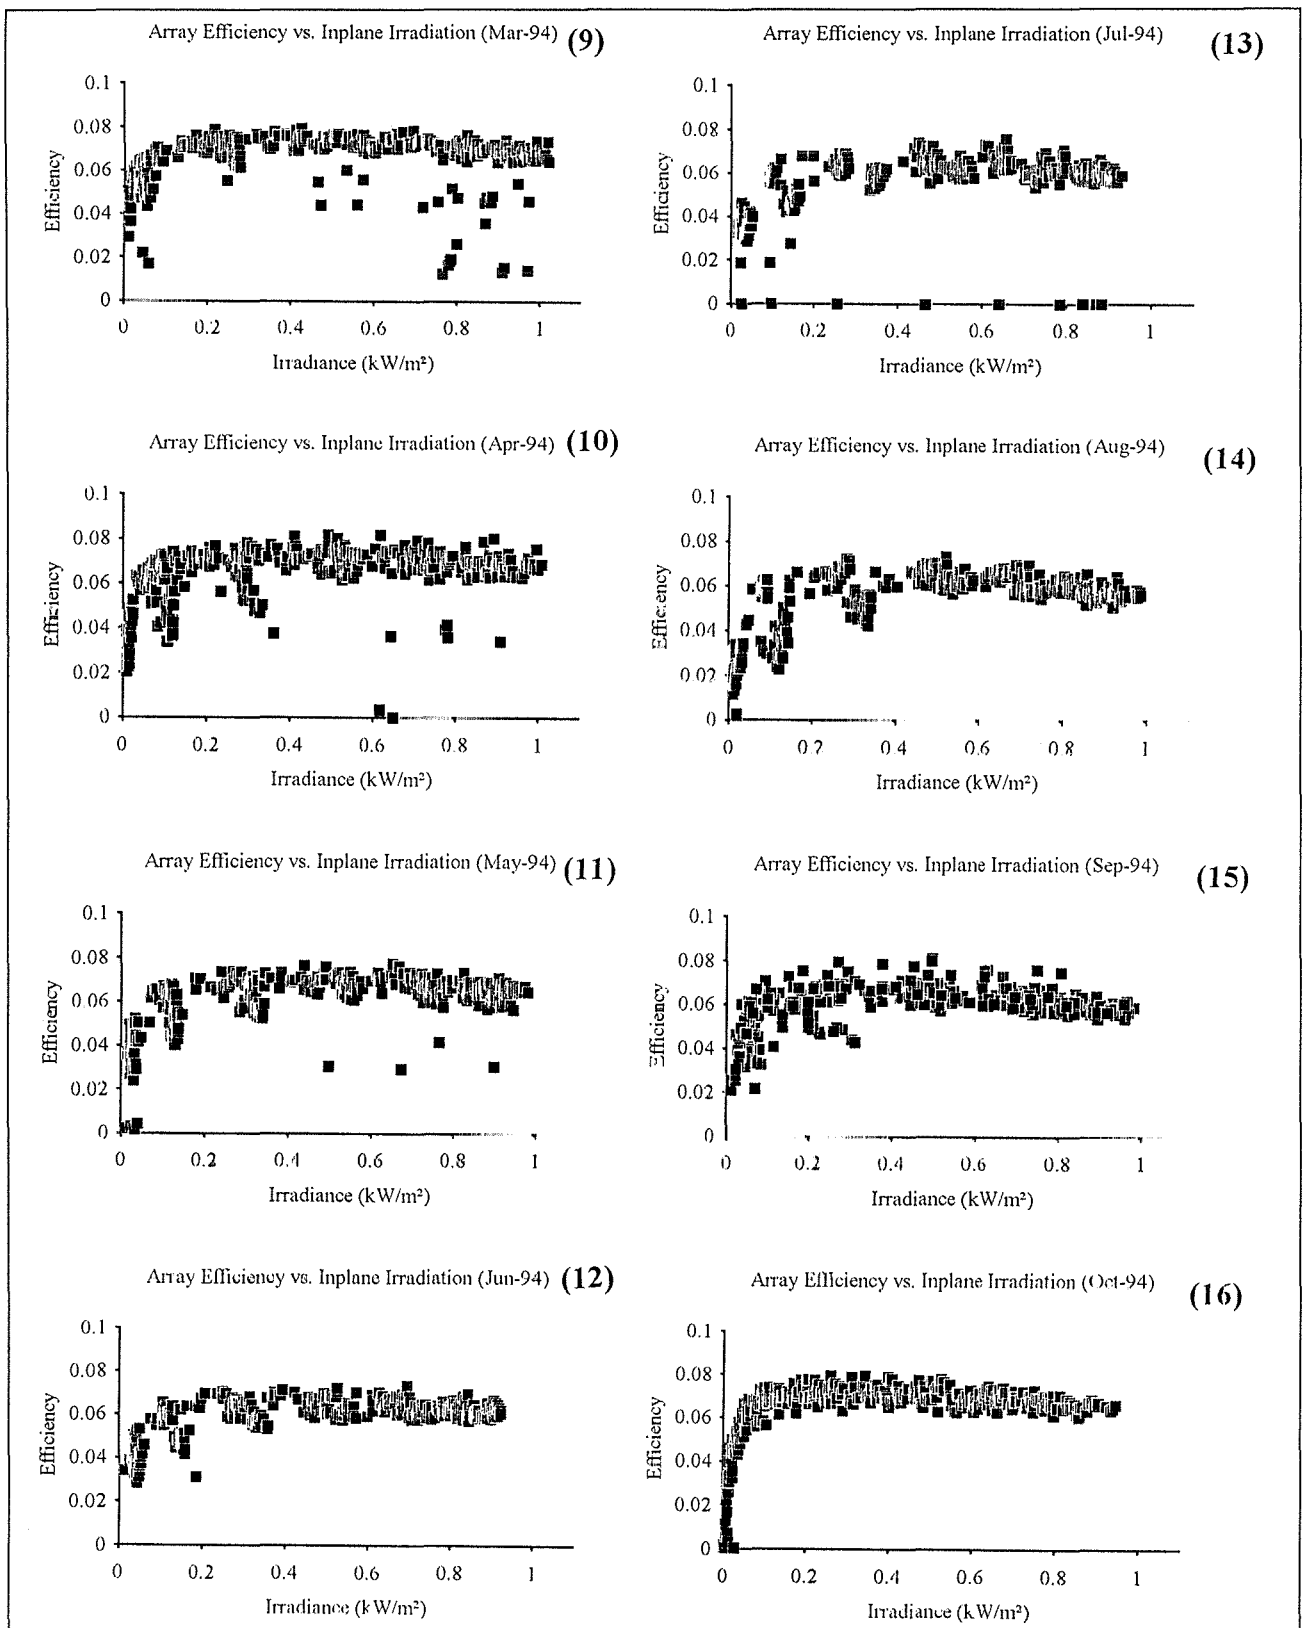 Array Efficiency vs. Inplane Irradiation (Mar-94) (9)
0.1
0.08
0.06
0.04
0.02
0
Efficiency
0 0.2 0.4 0.6 0.8 1
Irradiance (kW/m²)
Array Efficiency vs. Inplane Irradiation (Apr-94) (10)
0.1
0.08
0.06
0.04
0.02
0
Efficiency
0 0.2 0.4 0.6 0.8 1
Irradiance (kW/m²)
Array Efficiency vs. Inplane Irradiation (May-94) (11)
0.1
0.08
0.06
0.04
0.02
0
Efficiency
0 0.2 0.4 0.6 0.8 1
Irradiance (kW/m²)
Array Efficiency vs. Inplane Irradiation (Jun-94) (12)
0.1
0.08
0.06
0.04
0.02
0
Efficiency
0 0.2 0.4 0.6 0.8 1
Irradiance (kW/m²)
Array Efficiency vs. Inplane Irradiation (Jul-94) (13)
0.1
0.08
0.06
0.04
0.02
0
Efficiency
0 0.2 0.4 0.6 0.8 1
Irradiance (kW/m²)
Array Efficiency vs. Inplane Irradiation (Aug-94) (14)
0.1
0.08
0.06
0.04
0.02
0
Efficiency
0 0.2 0.4 0.6 0.8 1
Irradiance (kW/m²)
Array Efficiency vs. Inplane Irradiation (Sep-94) (15)
0.1
0.08
0.06
0.04
0.02
0
Efficiency
0 0.2 0.4 0.6 0.8 1
Irradiance (kW/m²)
Array Efficiency vs. Inplane Irradiation (Oct-94) (16)
0.1
0.08
0.06
0.04
0.02
0
Efficiency
0 0.2 0.4 0.6 0.8 1
Irradiance (kW/m²)